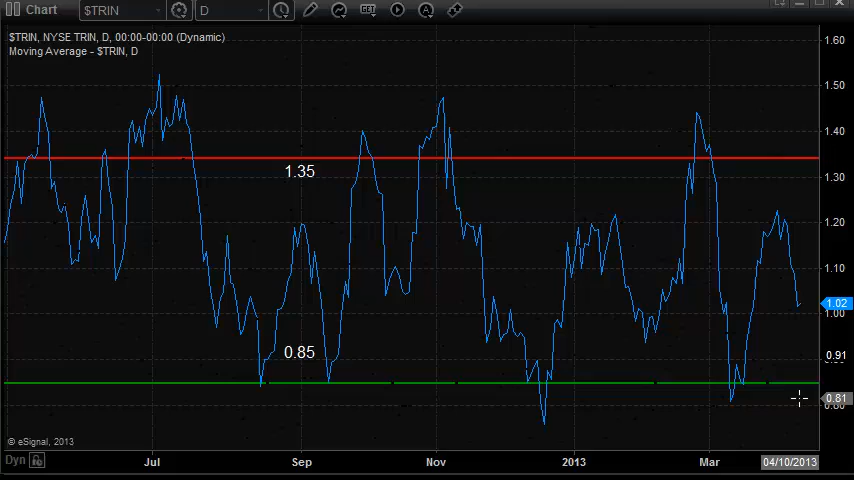 Chart $TRIN D GET A
$TRIN, NYSE TRIN, D, 00:00-00:00 (Dynamic)
Moving Average - $TRIN, D
1.60
1.50
1.40
1.35
1.30
1.20
1.10
1.02
1.00
0.85
0.91
0.81
0.80
© eSignal, 2013
Dyn Jul Sep Nov 2013 Mar 04/10/2013